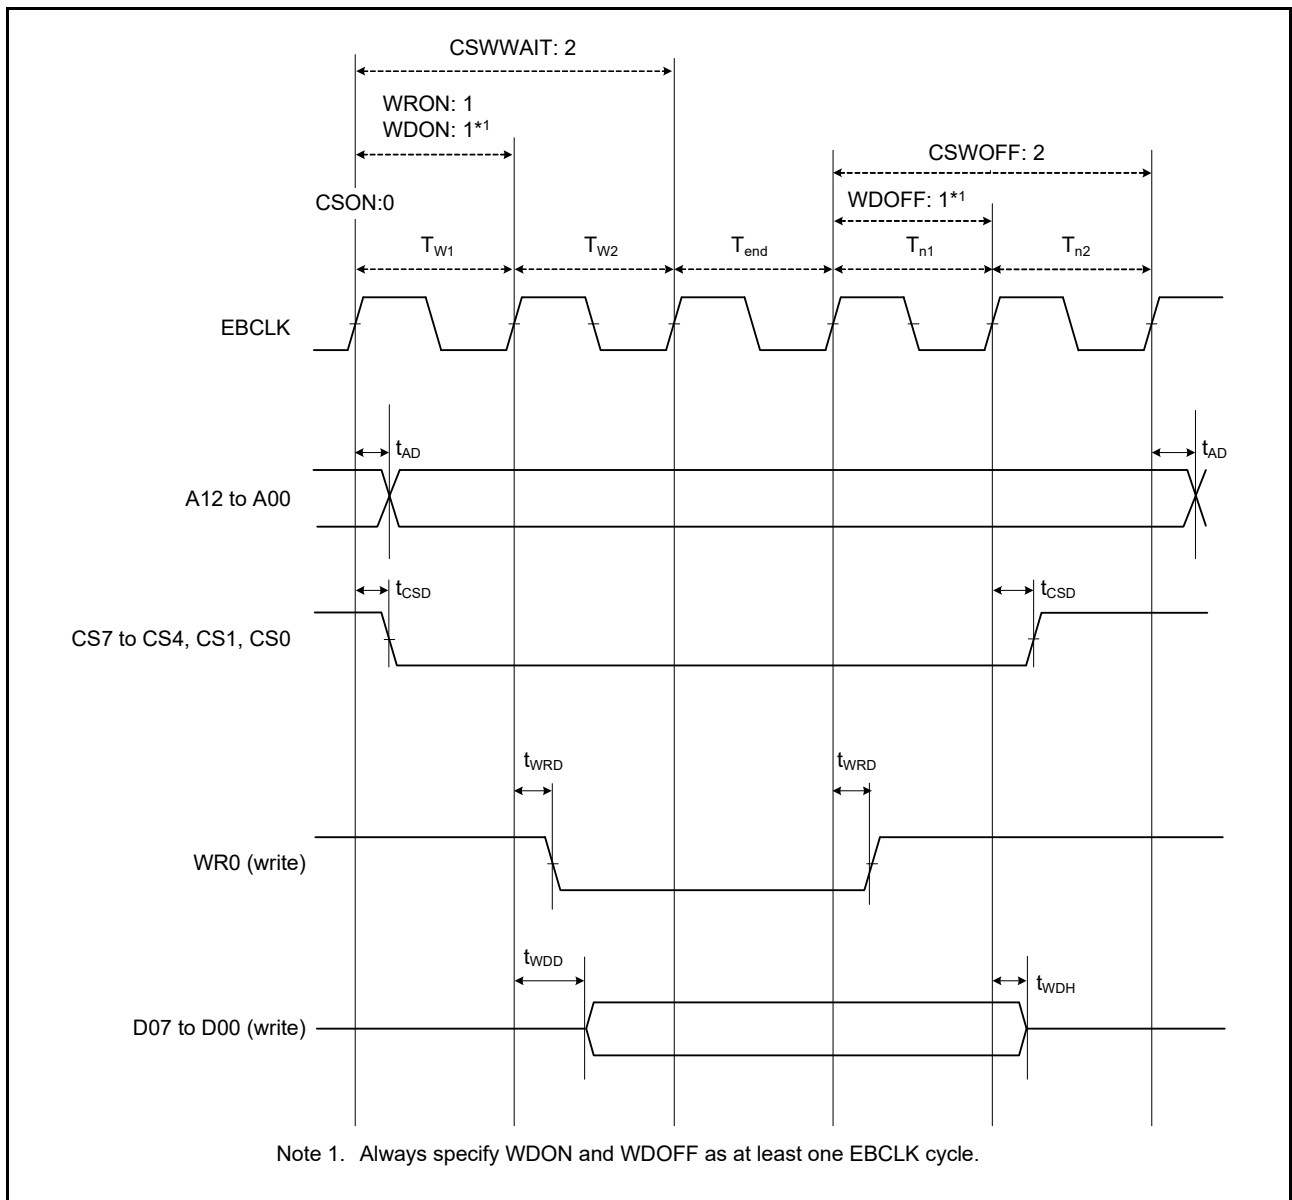 CSWWAIT: 2
WRON: 1
WDON: 1*1
CSWOFF: 2
WDOFF: 1*1
CSON:0
TW1 TW2 Tend Tn1 Tn2
EBCLK
tAD tAD
A12 to A00
tCSD tCSD
CS7 to CS4, CS1, CS0
tWRD tWRD
WR0 (write)
tWDD
tWDH
D07 to D00 (write)
Note 1. Always specify WDON and WDOFF as at least one EBCLK cycle.